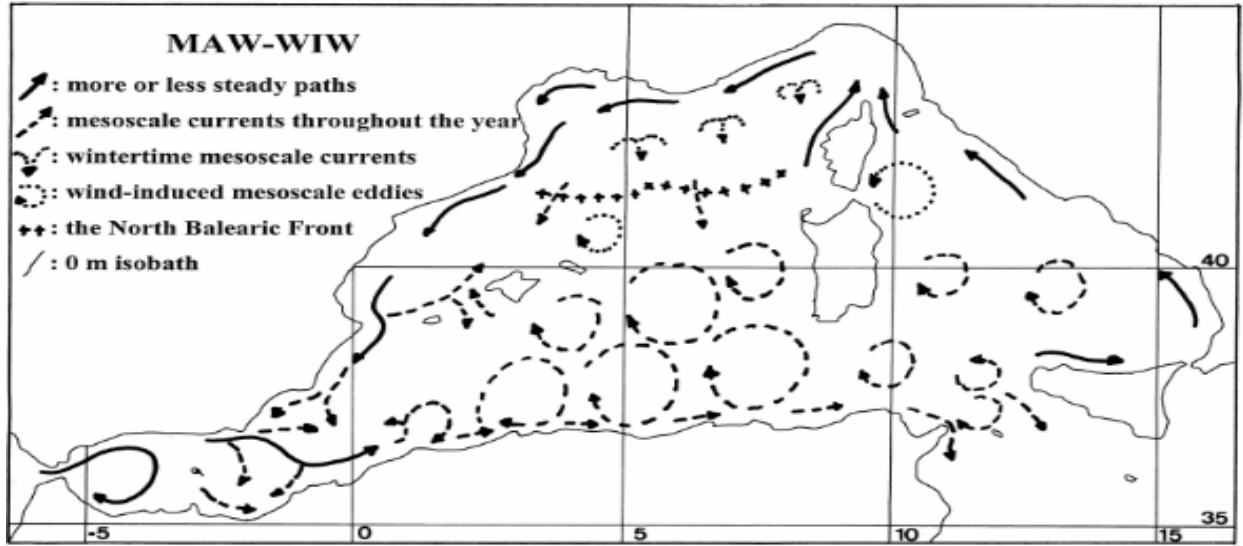 MAW-WIW
: more or less steady paths
: mesoscale currents throughout the year
: wintertime mesoscale currents
: wind-induced mesoscale eddies
: the North Balearic Front
: 0 m isobath
40
35
-5
0
5
10
15